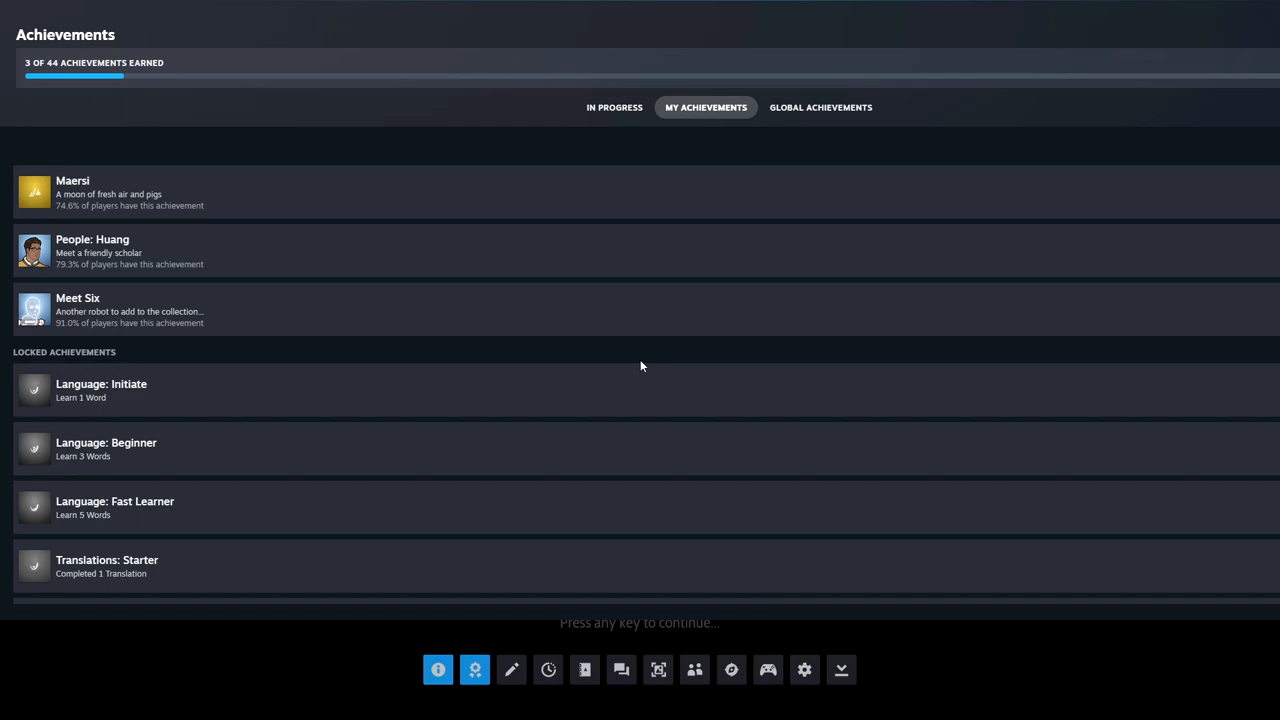 Achievements
3 OF 44 ACHIEVEMENTS EARNED
IN PROGRESS MY ACHIEVEMENTS GLOBAL ACHIEVEMENTS
Maersi
A moon of fresh air and pigs
74.6% of players have this achievement
People: Huang
Meet a friendly scholar
79.3% of players have this achievement
Meet Six
Another robot to add to the collection...
91.0% of players have this achievement
LOCKED ACHIEVEMENTS
Language: Initiate
Learn 1 Word
Language: Beginner
Learn 3 Words
Language: Fast Learner
Learn 5 Words
Translations: Starter
Completed 1 Translation
Press any key to continue...